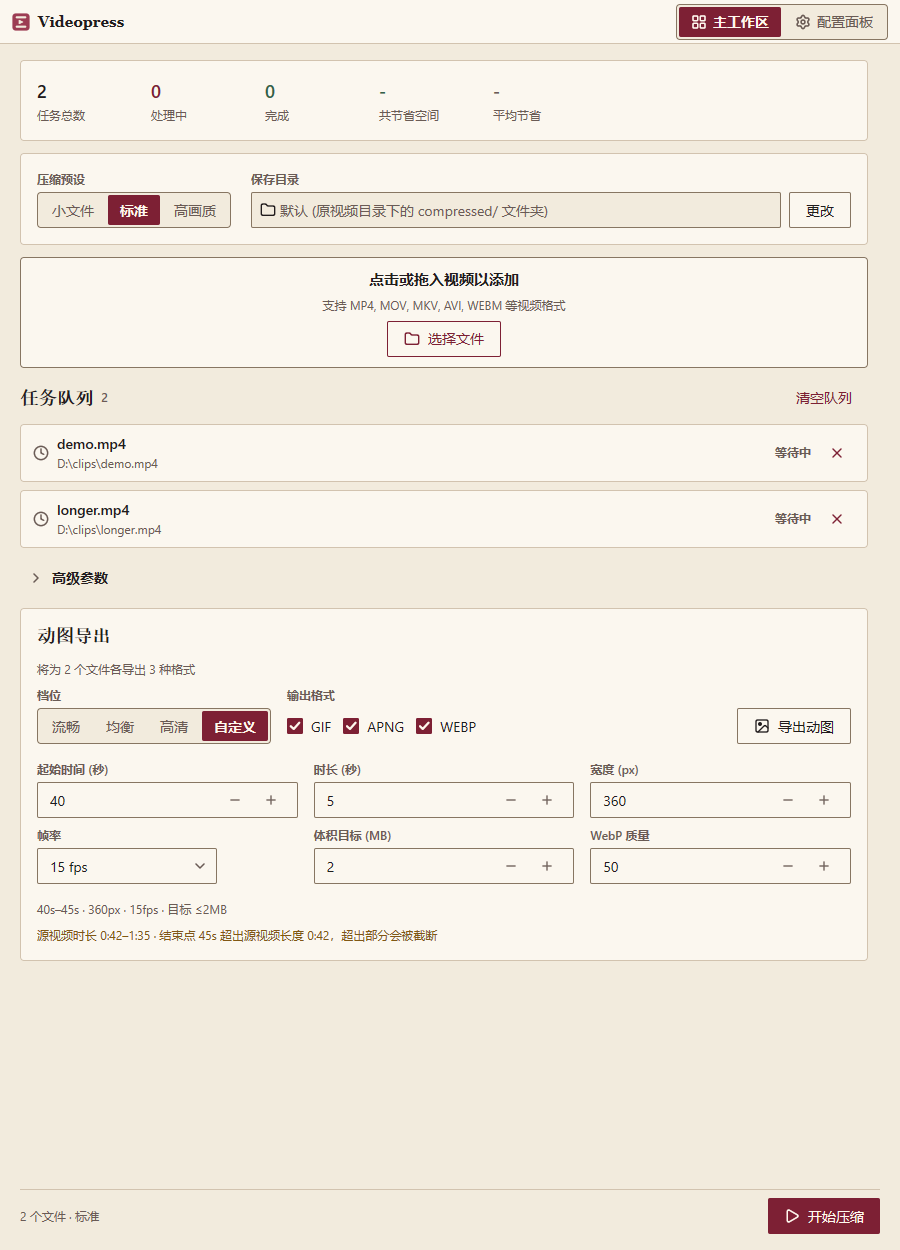 Videopress
主工作区
配置面板
2
0
0
-
-
任务总数
处理中
完成
共节省空间
平均节省
压缩预设
保存目录
小文件
标准
高画质
默认 (原视频目录下的 compressed/ 文件夹)
更改
点击或拖入视频以添加
支持 MP4, MOV, MKV, AVI, WEBM 等视频格式
选择文件
任务队列 2
清空队列
demo.mp4
D:\clips\demo.mp4
等待中
longer.mp4
D:\clips\longer.mp4
等待中
高级参数
动图导出
将为 2 个文件各导出 3 种格式
档位
输出格式
流畅
均衡
高清
自定义
GIF
APNG
WEBP
导出动图
起始时间 (秒)
时长 (秒)
宽度 (px)
40
5
360
帧率
体积目标 (MB)
WebP 质量
15 fps
2
50
40s–45s · 360px · 15fps · 目标 ≤2MB
源视频时长 0:42–1:35 · 结束点 45s 超出源视频长度 0:42，超出部分会被截断
2 个文件 · 标准
开始压缩